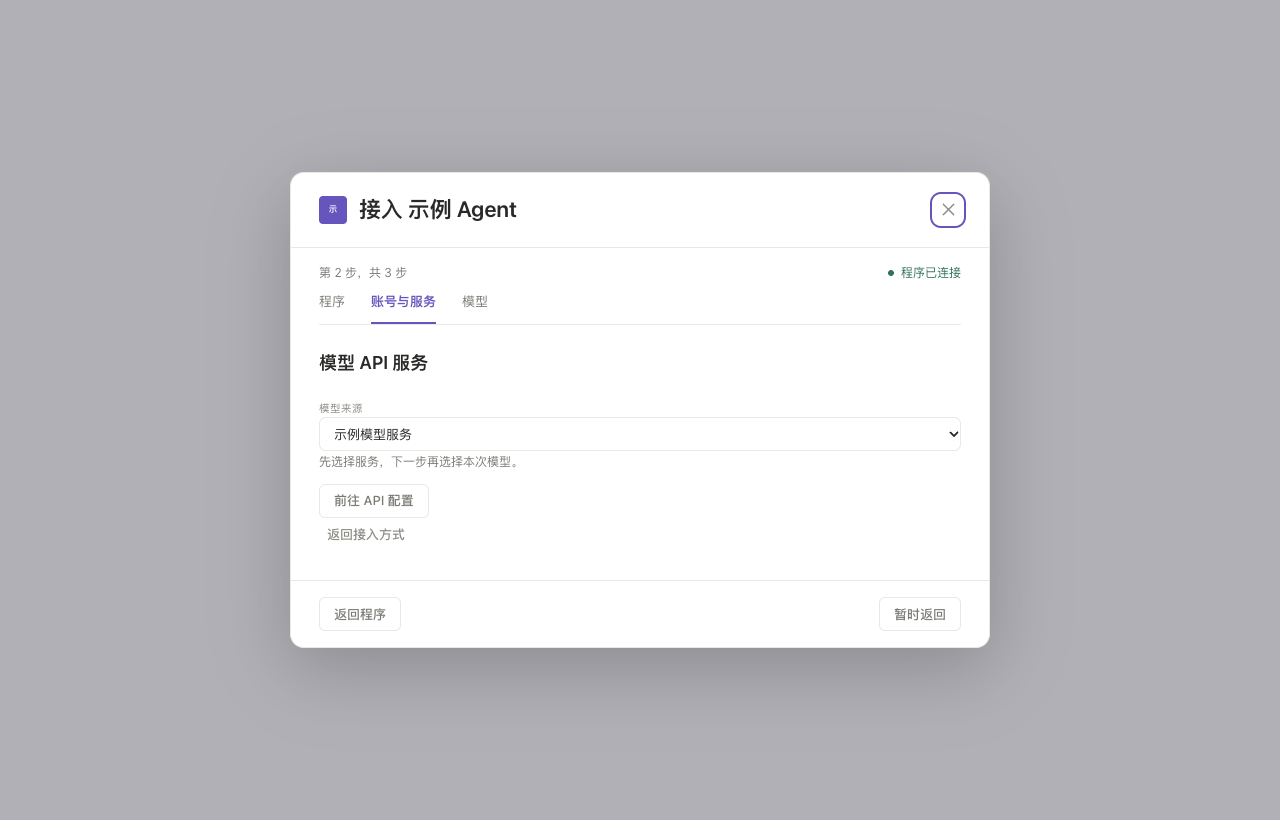 示
接入 示例 Agent
第 2 步，共 3 步
程序已连接
程序
账号与服务
模型
模型 API 服务
模型来源
示例模型服务
先选择服务，下一步再选择本次模型。
前往 API 配置
返回接入方式
返回程序
暂时返回